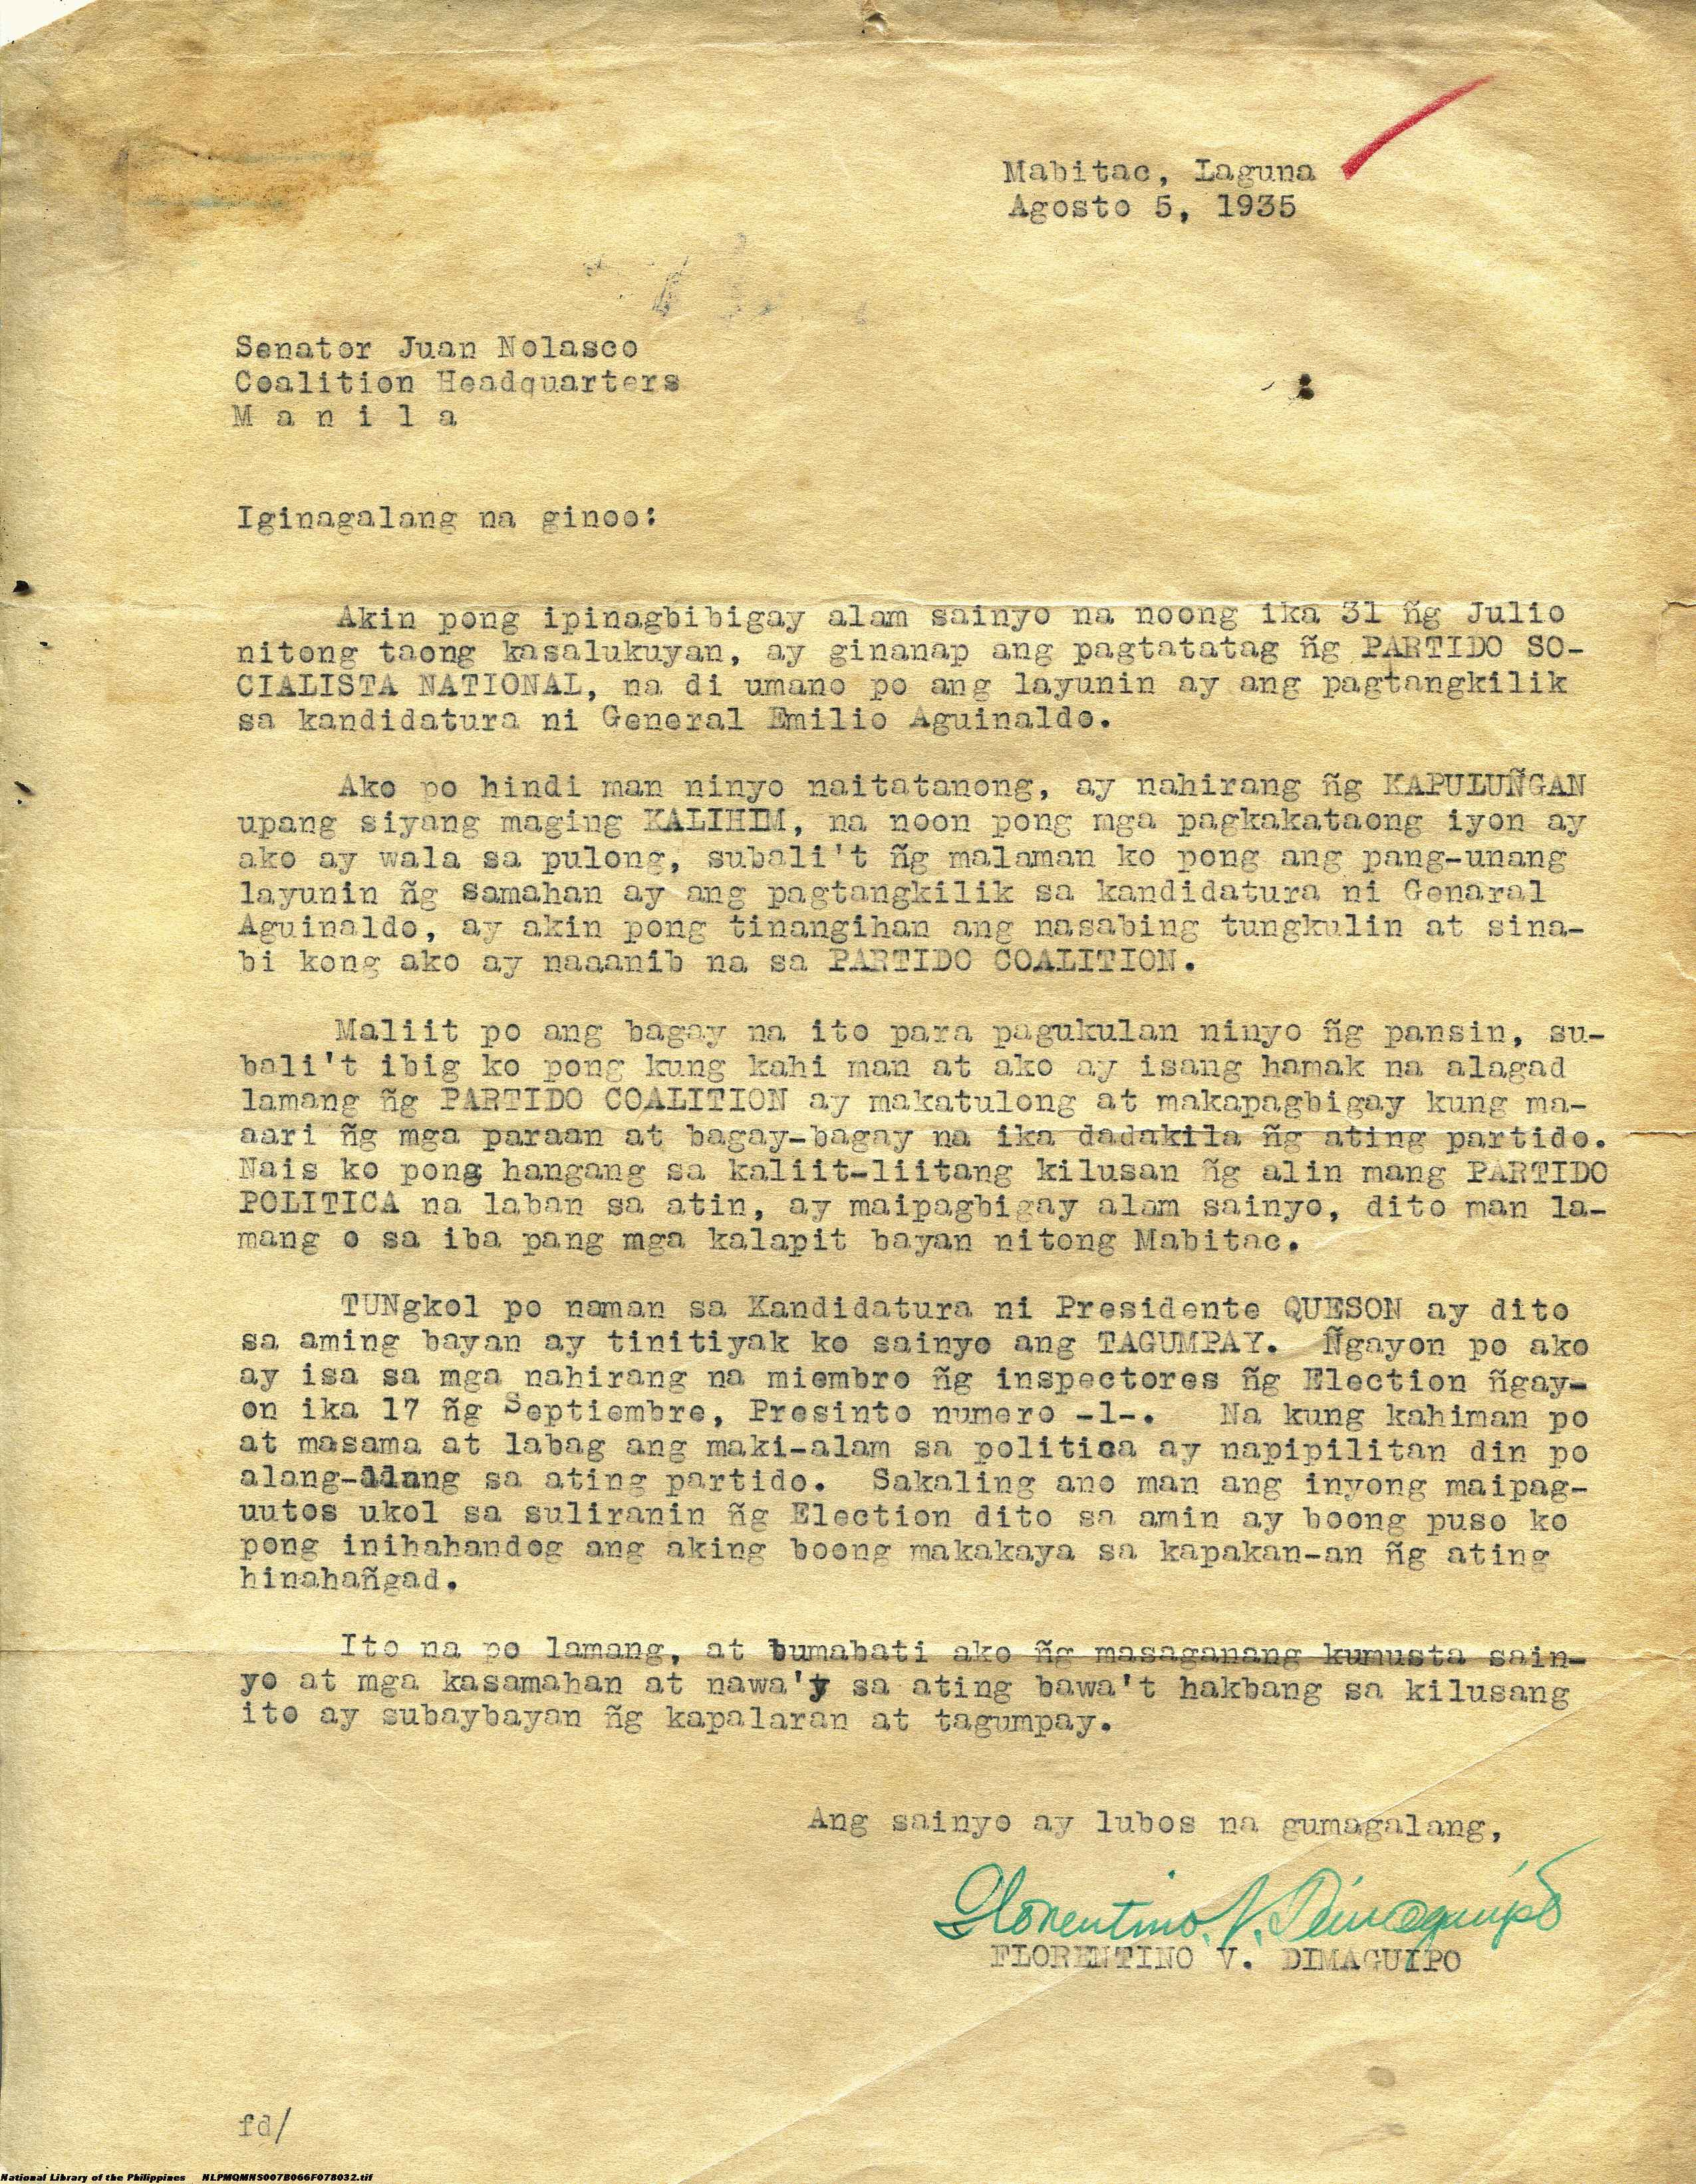 Mabitac, Laguna
Agosto 5, 1935
Senator Juan Nolasco
Coalition Headquarters
M a n i l a
Iginagalang na ginoo:
Akin pong ipinagbibigay alam sainyo na noong ika 31 ñg Julio
nitong taong kasalukuyan, ay ginanap ang pagtatatag ñg PARTIDO SO-
CIALISTA NATIONAL, na di umano po ang layunin ay ang pagtangkilik
sa kandidatura ni General Emilio Aguinaldo.
Ako po hindi man ninyo naitatanong, ay nahirang ñg KAPULUÑGAN
upang siyang maging KALIHIM, na noon pong mga pagkakataong iyon ay
ako ay wala sa pulong, subali't ñg malaman ko pong ang pang-unang
layunin ñg samahan ay ang pagtangkilik sa kandidatura ni Genaral
Aguinaldo, ay akin pong tinangihan ang nasabing tungkulin at sina-
bi kong ako ay naaanib na sa PARTIDO COALITION.
Maliit po ang bagay na ito para pagukulan ninyo ñg pansin, su-
bali't ibig ko pong kung kahi man at ako ay isang hamak na alagad
lamang ñg PARTIDO COALITION ay makatulong at makapagbigay kung ma-
aari ñg mga paraan at bagay-bagay na ika dadakila ñg ating partido.
Nais ko pong hangang sa kaliit-liitang kilusan ñg alin mang PARTIDO
POLITICA na laban sa atin, ay maipagbigay alam sainyo, dito man la-
mang o sa iba pang mga kalapit bayan nitong Mabitac.
TUNgkol po naman sa Kandidatura ni Presidente QUESON ay dito
sa aming bayan ay tinitiyak ko sainyo ang TAGUMPAY. Ñgayon po ako
ay isa sa mga nahirang na miembro ñg inspectores ñg Election ñgay-
on ika 17 ñg Septiembre, Presinto numero -1-. Na kung kahiman po
at masama at labag ang maki-alam sa politica ay napipilitan din po
alang-alang sa ating partido. Sakaling ano man ang inyong maipag-
uutos ukol sa suliranin ñg Election dito sa amin ay boong puso ko
pong inihahandog ang aking boong makakaya sa kapakan-an ñg ating
hinahañgad.
Ito na po lamang, at bumabati ako ñg masaganang kumusta sain-
yo at mga kasamahan at nawa'y sa ating bawa't hakbang sa kilusang
ito ay subaybayan ñg kapalaran at tagumpay.
Ang sainyo ay lubos na gumagalang,
Florentino V. Dimaguipo
FLORENTINO V. DIMAGUIPO
fd/
National Library of the Philippines NLPMQMNS007B066F078032.tif